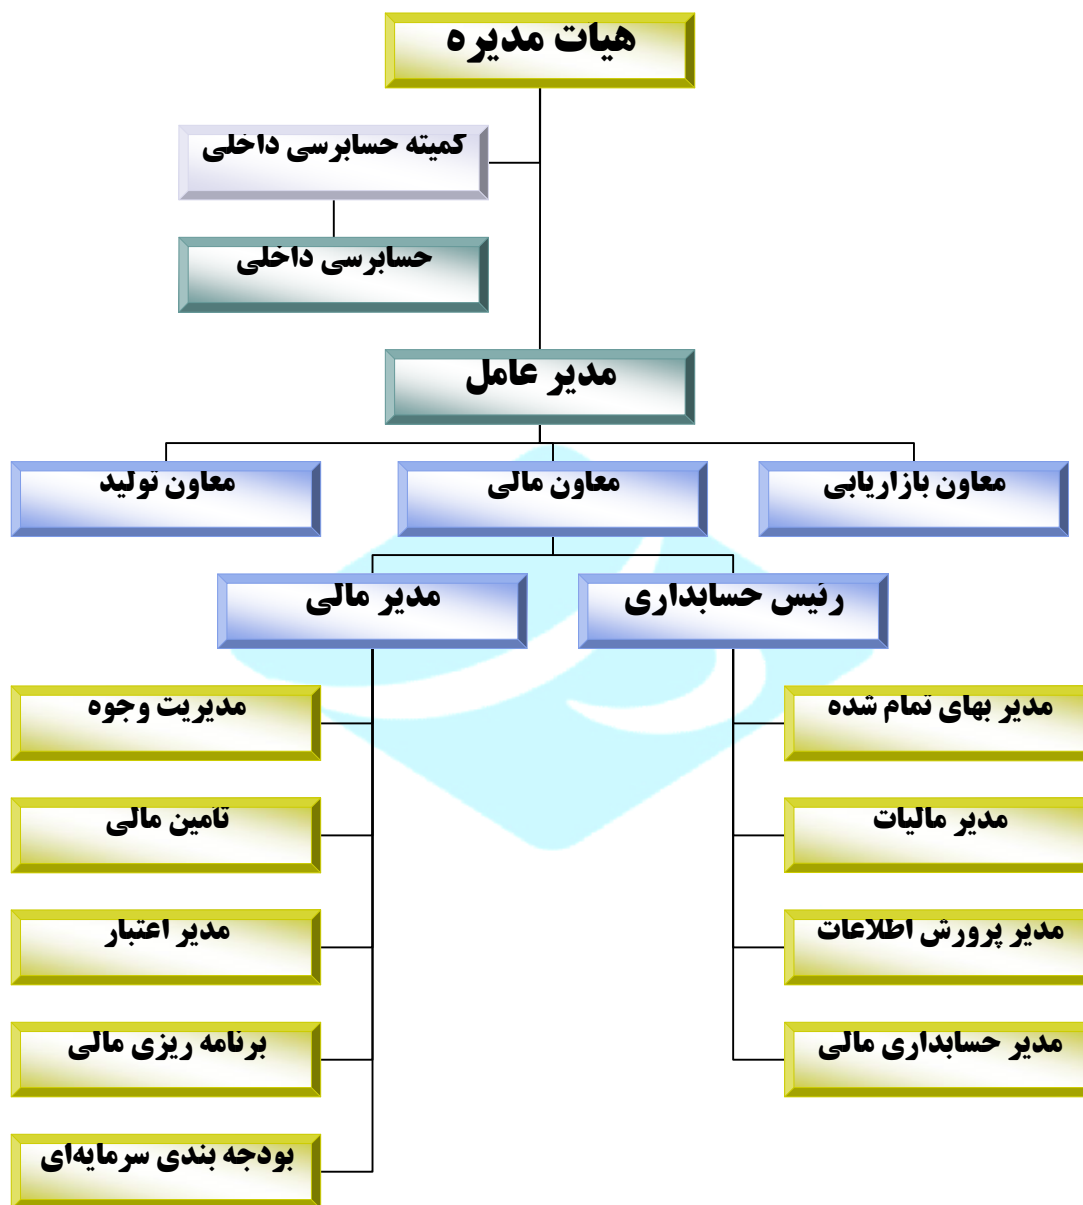 هیات مدیره
کمیته حسابرسی داخلی
حسابرسی داخلی
مدیر عامل
معاون بازاریابی
معاون مالی
معاون تولید
رئیس حسابداری
مدیر مالی
مدیر بهای تمام شده
مدیریت وجوه
مدیر مالیات
تامین مالی
مدیر پرورش اطلاعات
مدیر اعتبار
مدیر حسابداری مالی
برنامه ریزی مالی
بودجه بندی سرمایه‌ای